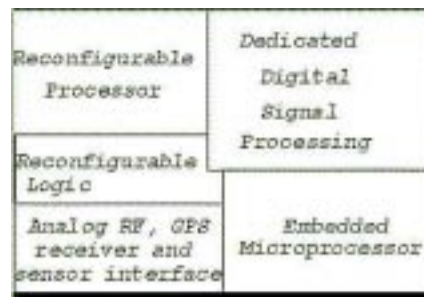 Reconfigurable
Processor
Dedicated
Digital
Signal
Processing
Reconfigurable
Logic
Analog RF, GPS
receiver and
sensor interface
Embedded
Microprocessor